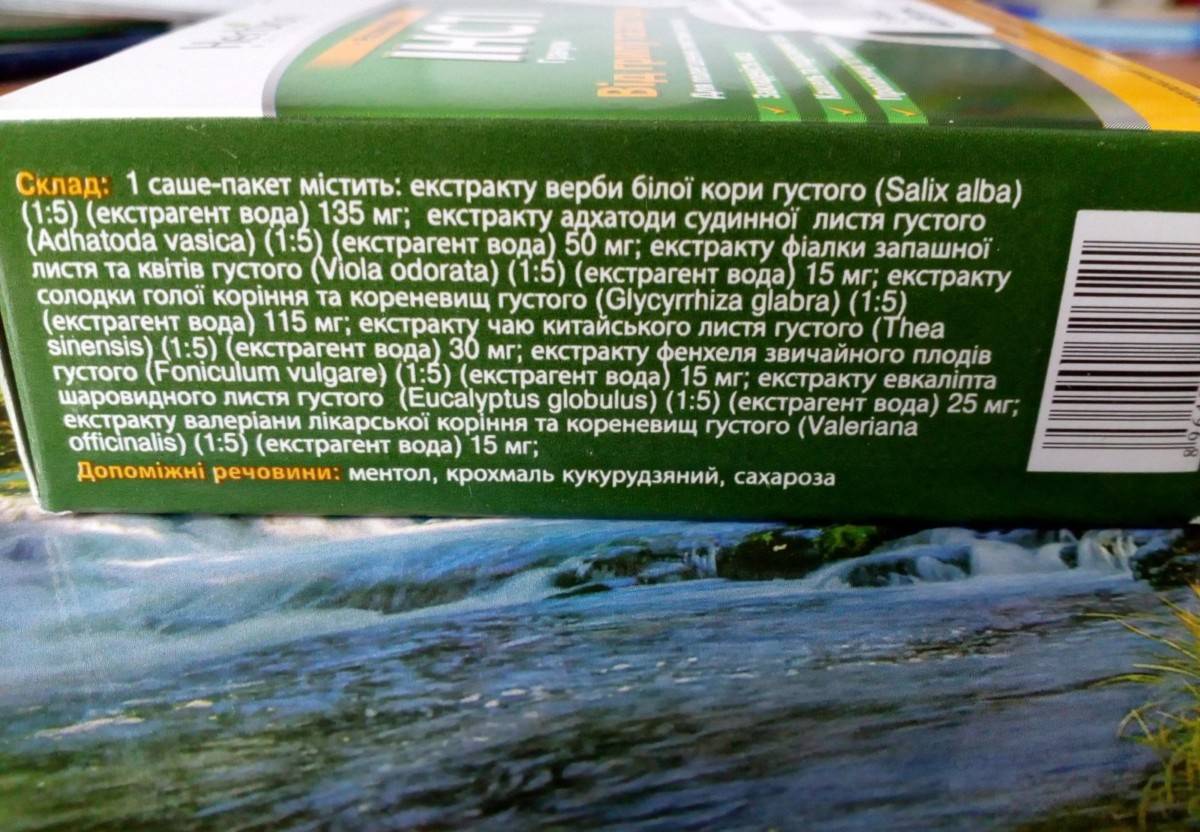 ІНСТІ
Від грипу та
Склад: 1 саше-пакет містить: екстракту верби білої кори густого (Salix alba)
(1:5) (екстрагент вода) 135 мг; екстракту адхатоди судинної листя густого
(Adhatoda vasica) (1:5) (екстрагент вода) 50 мг; екстракту фіалки запашної
листя та квітів густого (Viola odorata) (1:5) (екстрагент вода) 15 мг; екстракту
солодки голої коріння та кореневищ густого (Glycyrrhiza glabra) (1:5)
(екстрагент вода) 115 мг; екстракту чаю китайського листя густого (Thea
sinensis) (1:5) (екстрагент вода) 30 мг; екстракту фенхеля звичайного плодів
густого (Foniculum vulgare) (1:5) (екстрагент вода) 15 мг; екстракту евкаліпта
шаровидного листя густого (Eucalyptus globulus) (1:5) (екстрагент вода) 25 мг;
екстракту валеріани лікарської коріння та кореневищ густого (Valeriana
officinalis) (1:5) (екстрагент вода) 15 мг;
Допоміжні речовини: ментол, крохмаль кукурудзяний, сахароза